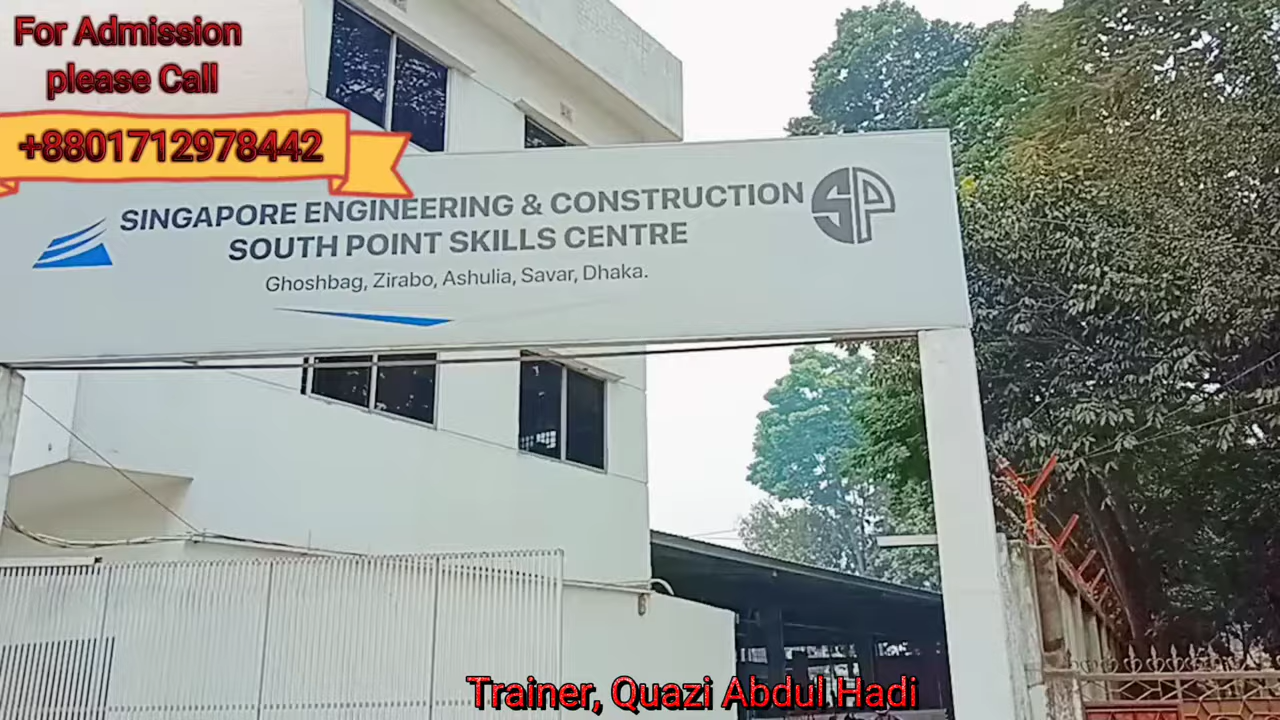 For Admission
please Call
+8801712978442
SINGAPORE ENGINEERING & CONSTRUCTION
SOUTH POINT SKILLS CENTRE
SP
Ghoshbag, Zirabo, Ashulia, Savar, Dhaka.
Trainer, Quazi Abdul Hadi